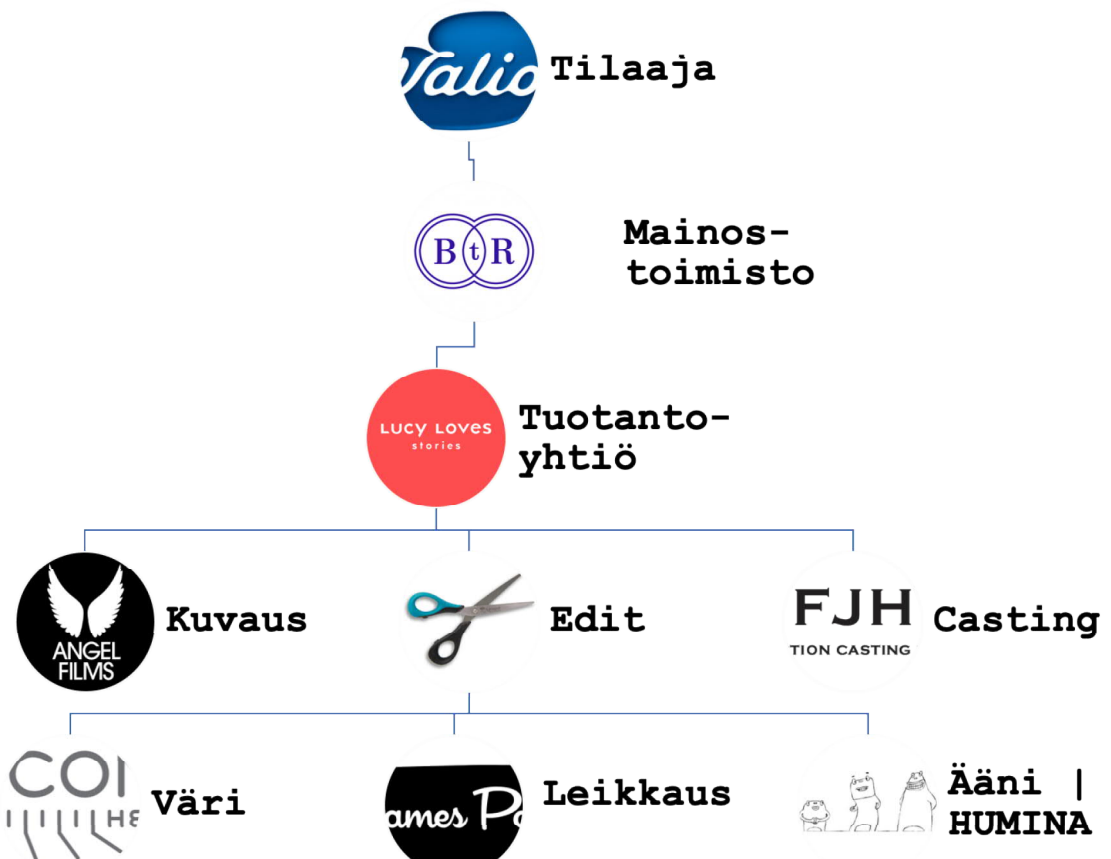 Valio
Tilaaja
BtR
Mainos-
toimisto
LUCY LOVES
stories
Tuotanto-
yhtiö
ANGEL
FILMS
Kuvaus
Edit
FJH
TION CASTING
Casting
Väri
ames
Leikkaus
Ääni |
HUMINA